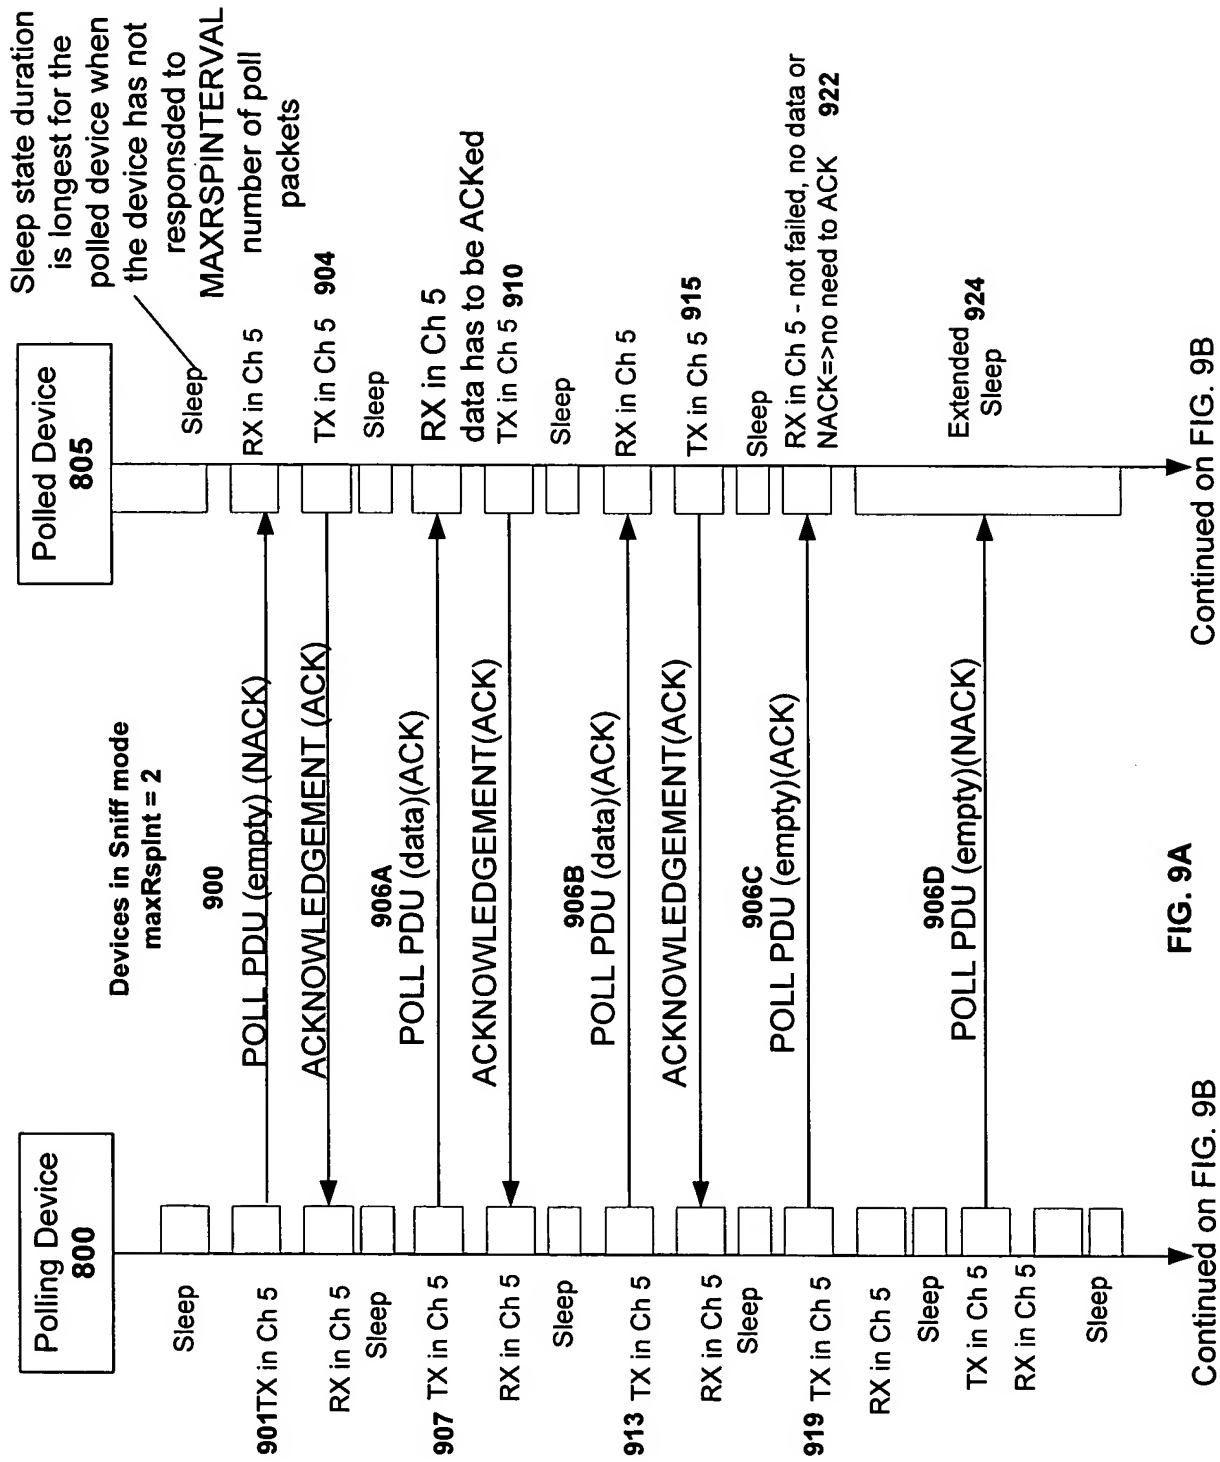 Sleep state duration
is longest for the
polled device when
the device has not
responsded to
MAXRSPINTERVAL
number of poll
packets
Devices in Sniff mode
maxRspInt = 2
Polling Device
800
Polled Device
805
Sleep
Sleep
900
901TX in Ch 5
POLL PDU (empty) (NACK)
RX in Ch 5
RX in Ch 5
ACKNOWLEDGEMENT (ACK)
TX in Ch 5 904
Sleep
Sleep
906A
907 TX in Ch 5
POLL PDU (data)(ACK)
RX in Ch 5
data has to be ACKed
RX in Ch 5
ACKNOWLEDGEMENT(ACK)
TX in Ch 5 910
Sleep
Sleep
906B
913 TX in Ch 5
POLL PDU (data)(ACK)
RX in Ch 5
RX in Ch 5
ACKNOWLEDGEMENT(ACK)
TX in Ch 5 915
Sleep
Sleep
906C
919 TX in Ch 5
POLL PDU (empty)(ACK)
RX in Ch 5 - not failed, no data or
NACK=>no need to ACK 922
RX in Ch 5
Sleep
906D
TX in Ch 5
POLL PDU (empty)(NACK)
Extended
Sleep
924
RX in Ch 5
Sleep
Continued on FIG. 9B
Continued on FIG. 9B
FIG. 9A